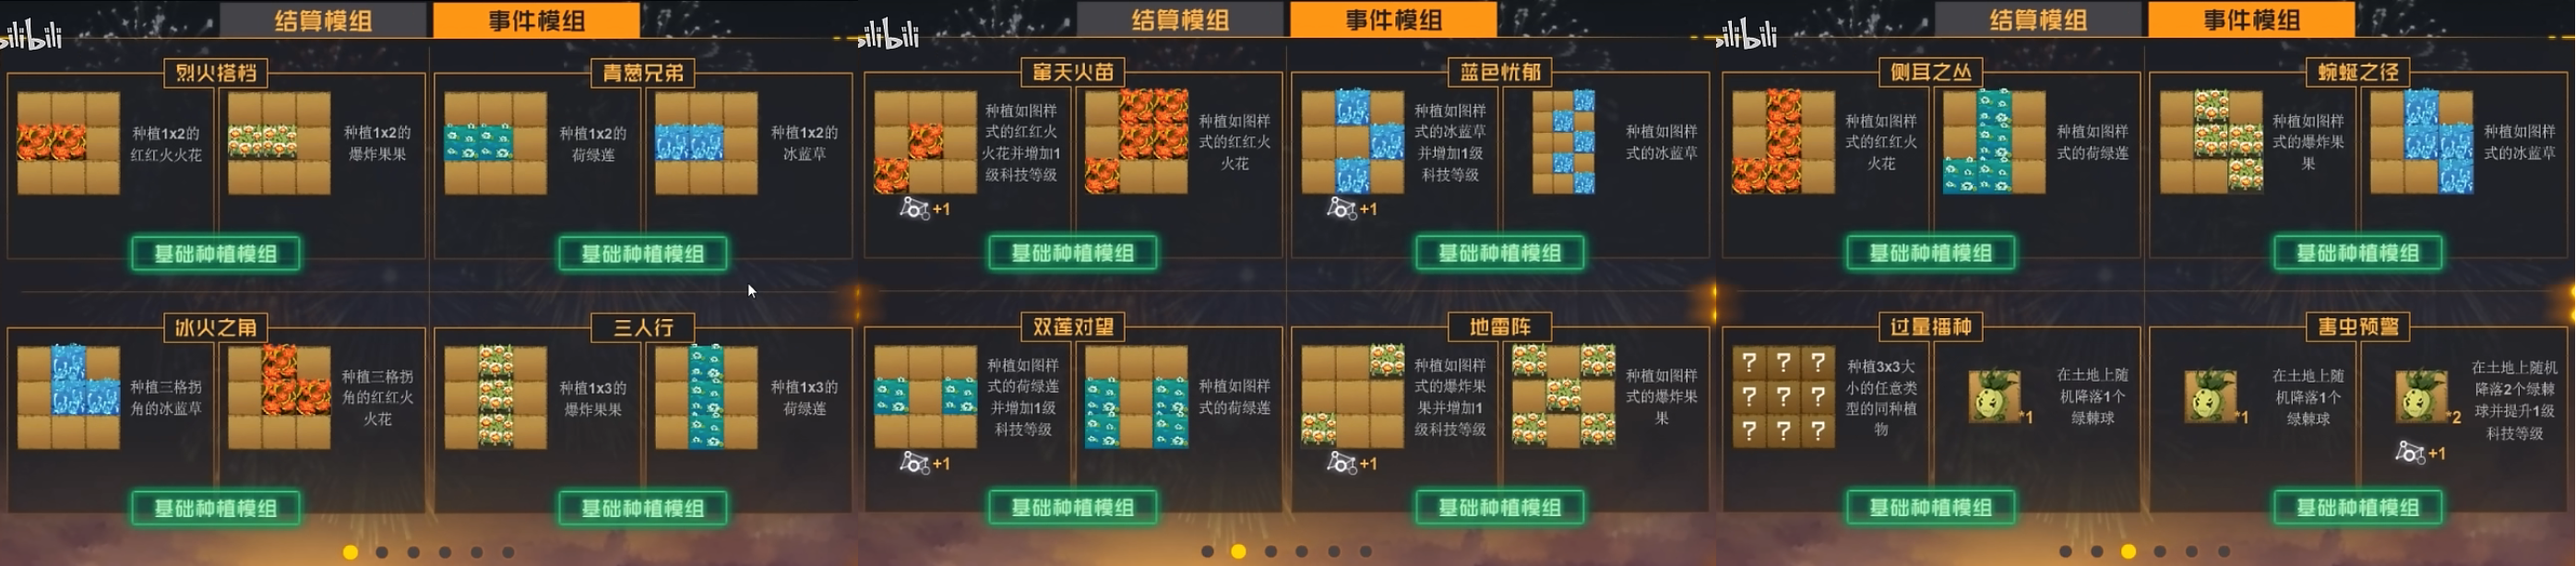 bilibili
结算模组
事件模组
烈火搭档
种植1x2的
红红火火花
种植1x2的
爆炸果果
基础种植模组
青葱兄弟
种植1x2的
荷绿莲
种植1x2的
冰蓝草
基础种植模组
冰火之角
种植三格拐
角的冰蓝草
种植三格拐
角的红红火
火花
基础种植模组
三人行
种植1x3的
爆炸果果
种植1x3的
荷绿莲
基础种植模组
bilibili
结算模组
事件模组
窜天火苗
种植如图样
式的红红火
火花并增加1
级科技等级
+1
种植如图样
式的红红火
火花
基础种植模组
蓝色忧郁
种植如图样
式的冰蓝草
并增加1级
科技等级
+1
种植如图样
式的冰蓝草
基础种植模组
双莲对望
种植如图样
式的荷绿莲
并增加1级
科技等级
+1
种植如图样
式的荷绿莲
基础种植模组
地雷阵
种植如图样
式的爆炸果
果并增加1
级科技等级
+1
种植如图样
式的爆炸果
果
基础种植模组
bilibili
结算模组
事件模组
侧耳之丛
种植如图样
式的红红火
火花
种植如图样
式的荷绿莲
基础种植模组
蜿蜒之径
种植如图样
式的爆炸果
果
种植如图样
式的冰蓝草
基础种植模组
过量播种
? ? ?
? ? ?
? ? ?
种植3x3大
小的任意类
型的同种植
物
*1
在土地上随
机降落1个
绿棘球
基础种植模组
害虫预警
*1
在土地上随
机降落1个
绿棘球
*2
+1
在土地上随机
降落2个绿棘
球并提升1级
科技等级
基础种植模组